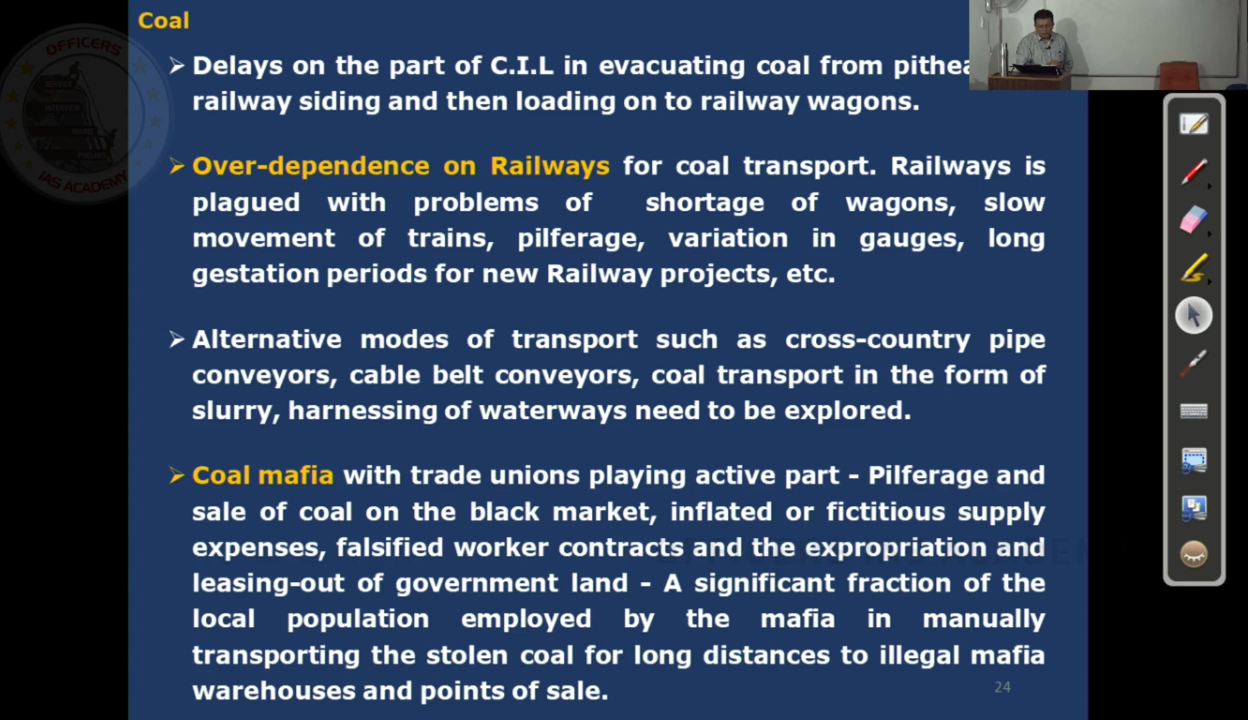 Coal
OFFICERS
SERVICE
INTERVIEW
MAINS
PRELIMS
IAS ACADEMY
➢ Delays on the part of C.I.L in evacuating coal from
railway siding and then loading on to railway wagons.
➢ Over-dependence on Railways for coal transport. Railways is
plagued with problems of shortage of wagons, slow
movement of trains, pilferage, variation in gauges, long
gestation periods for new Railway projects, etc.
➢ Alternative modes of transport such as cross-country pipe
conveyors, cable belt conveyors, coal transport in the form of
slurry, harnessing of waterways need to be explored.
➢ Coal mafia with trade unions playing active part - Pilferage and
sale of coal on the black market, inflated or fictitious supply
expenses, falsified worker contracts and the expropriation and
leasing-out of government land - A significant fraction of the
local population employed by the mafia in manually
transporting the stolen coal for long distances to illegal mafia
warehouses and points of sale.
24